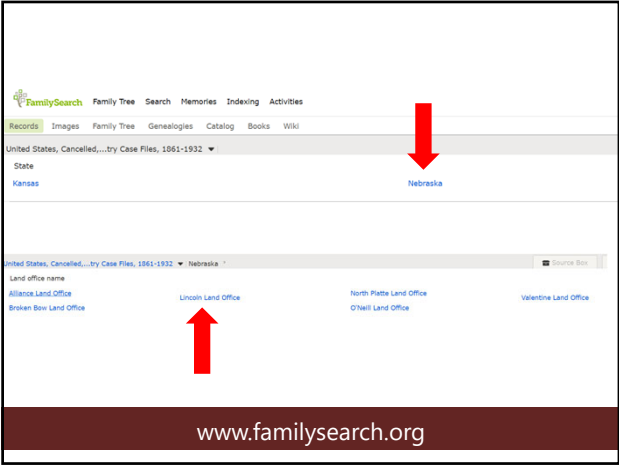 FamilySearch Family Tree Search Memories Indexing Activities
Records Images Family Tree Genealogies Catalog Books Wiki
United States, Cancelled,...try Case Files, 1861-1932
State
Kansas Nebraska
United States, Cancelled,...try Case Files, 1861-1932 Nebraska Source Box
Land office name
Alliance Land Office Lincoln Land Office North Platte Land Office Valentine Land Office
Broken Bow Land Office O'Neill Land Office
www.familysearch.org